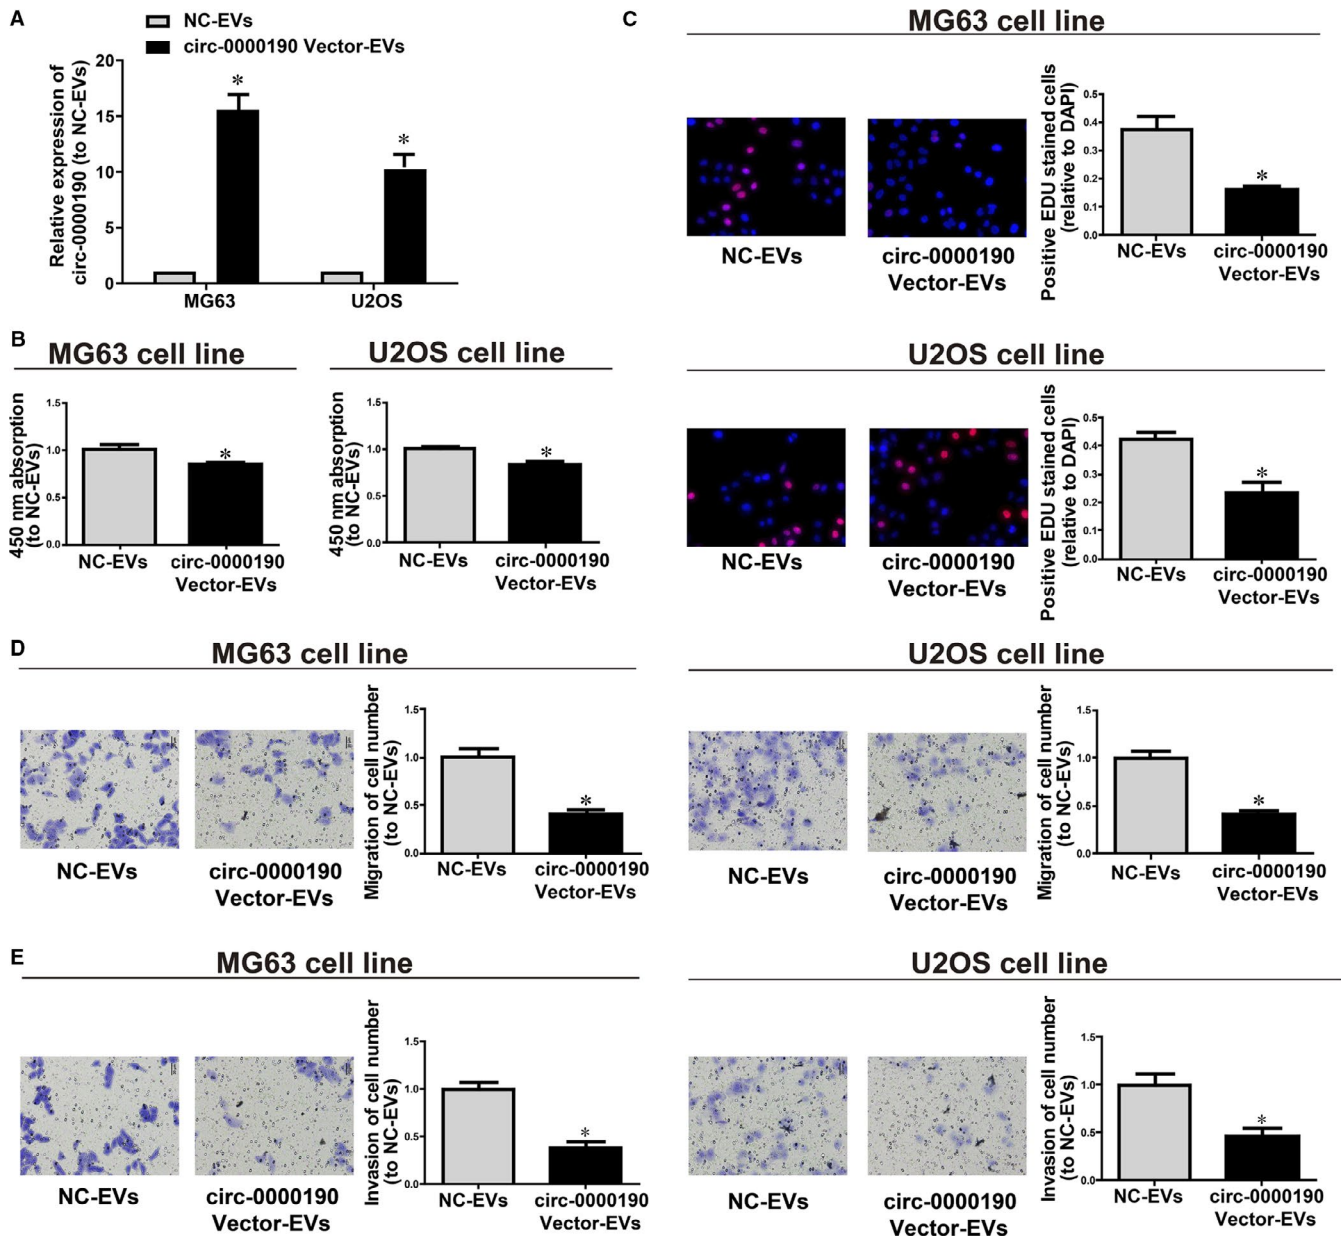 A
NC-EVs
circ-0000190 Vector-EVs
Relative expression of
circ-0000190 (to NC-EVs)
20
15
10
5
0
*
*
MG63
U2OS
B
MG63 cell line
450 nm absorption
(to NC-EVs)
1.5
1.0
0.5
0.0
*
NC-EVs
circ-0000190
Vector-EVs
U2OS cell line
450 nm absorption
(to NC-EVs)
1.5
1.0
0.5
0.0
*
NC-EVs
circ-0000190
Vector-EVs
C
MG63 cell line
NC-EVs
circ-0000190
Vector-EVs
Positive EDU stained cells
(relative to DAPI)
0.5
0.4
0.3
0.2
0.1
0.0
*
NC-EVs
circ-0000190
Vector-EVs
U2OS cell line
NC-EVs
circ-0000190
Vector-EVs
Positive EDU stained cells
(relative to DAPI)
0.5
0.4
0.3
0.2
0.1
0.0
*
NC-EVs
circ-0000190
Vector-EVs
D
MG63 cell line
NC-EVs
circ-0000190
Vector-EVs
Migration of cell number
(to NC-EVs)
1.5
1.0
0.5
0.0
*
NC-EVs
circ-0000190
Vector-EVs
U2OS cell line
NC-EVs
circ-0000190
Vector-EVs
Migration of cell number
(to NC-EVs)
1.5
1.0
0.5
0.0
*
NC-EVs
circ-0000190
Vector-EVs
E
MG63 cell line
NC-EVs
circ-0000190
Vector-EVs
Invasion of cell number
(to NC-EVs)
1.5
1.0
0.5
0.0
*
NC-EVs
circ-0000190
Vector-EVs
U2OS cell line
NC-EVs
circ-0000190
Vector-EVs
Invasion of cell number
(to NC-EVs)
1.5
1.0
0.5
0.0
*
NC-EVs
circ-0000190
Vector-EVs